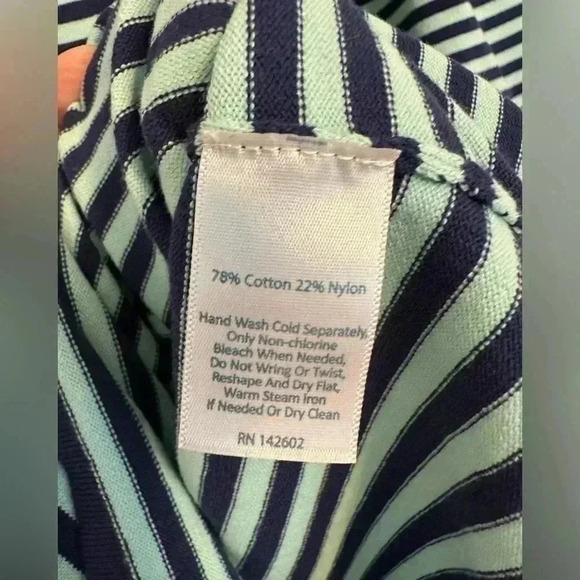 78% Cotton 22% Nylon
Hand Wash Cold Separately,
Only Non-chlorine
Bleach When Needed,
Do Not Wring Or Twist,
Reshape And Dry Flat,
Warm Steam Iron
If Needed Or Dry Clean
RN 142602